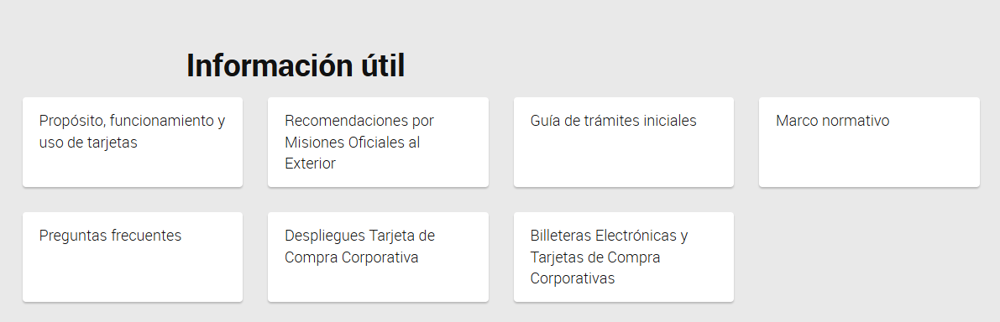 Información útil
Propósito, funcionamiento y
uso de tarjetas
Recomendaciones por
Misiones Oficiales al
Exterior
Guía de trámites iniciales
Marco normativo
Preguntas frecuentes
Despliegues Tarjeta de
Compra Corporativa
Billeteras Electrónicas y
Tarjetas de Compra
Corporativas